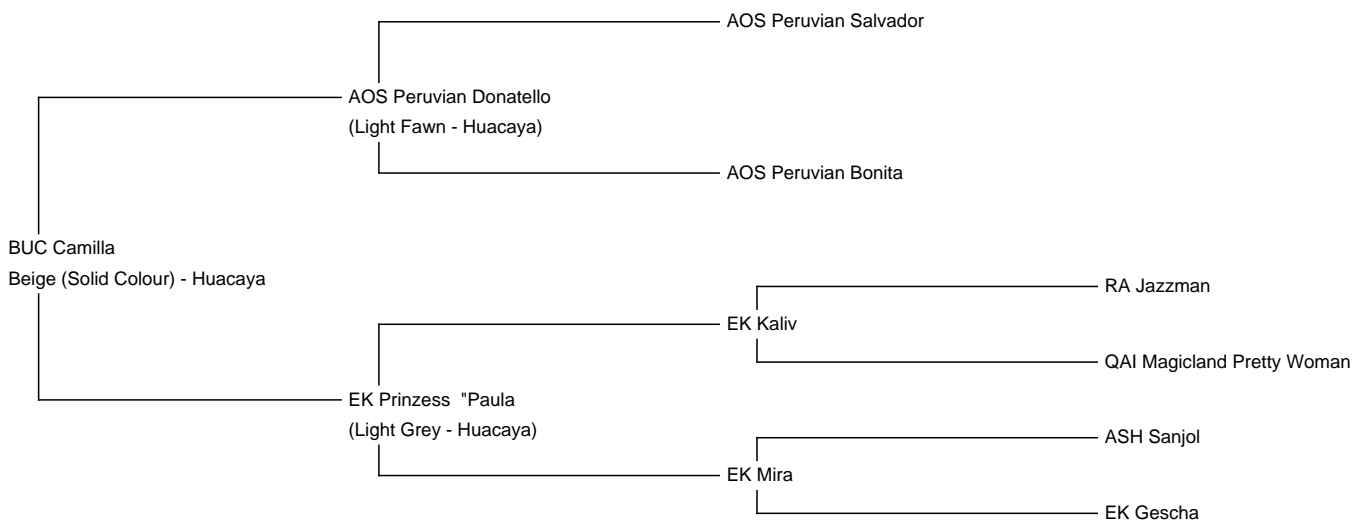 AOS Peruvian Salvador
AOS Peruvian Donatello
(Light Fawn - Huacaya)
AOS Peruvian Bonita
BUC Camilla
Beige (Solid Colour) - Huacaya
RA Jazzman
EK Kaliv
QAI Magicland Pretty Woman
EK Prinzess  "Paula
(Light Grey - Huacaya)
ASH Sanjol
EK Mira
EK Gescha